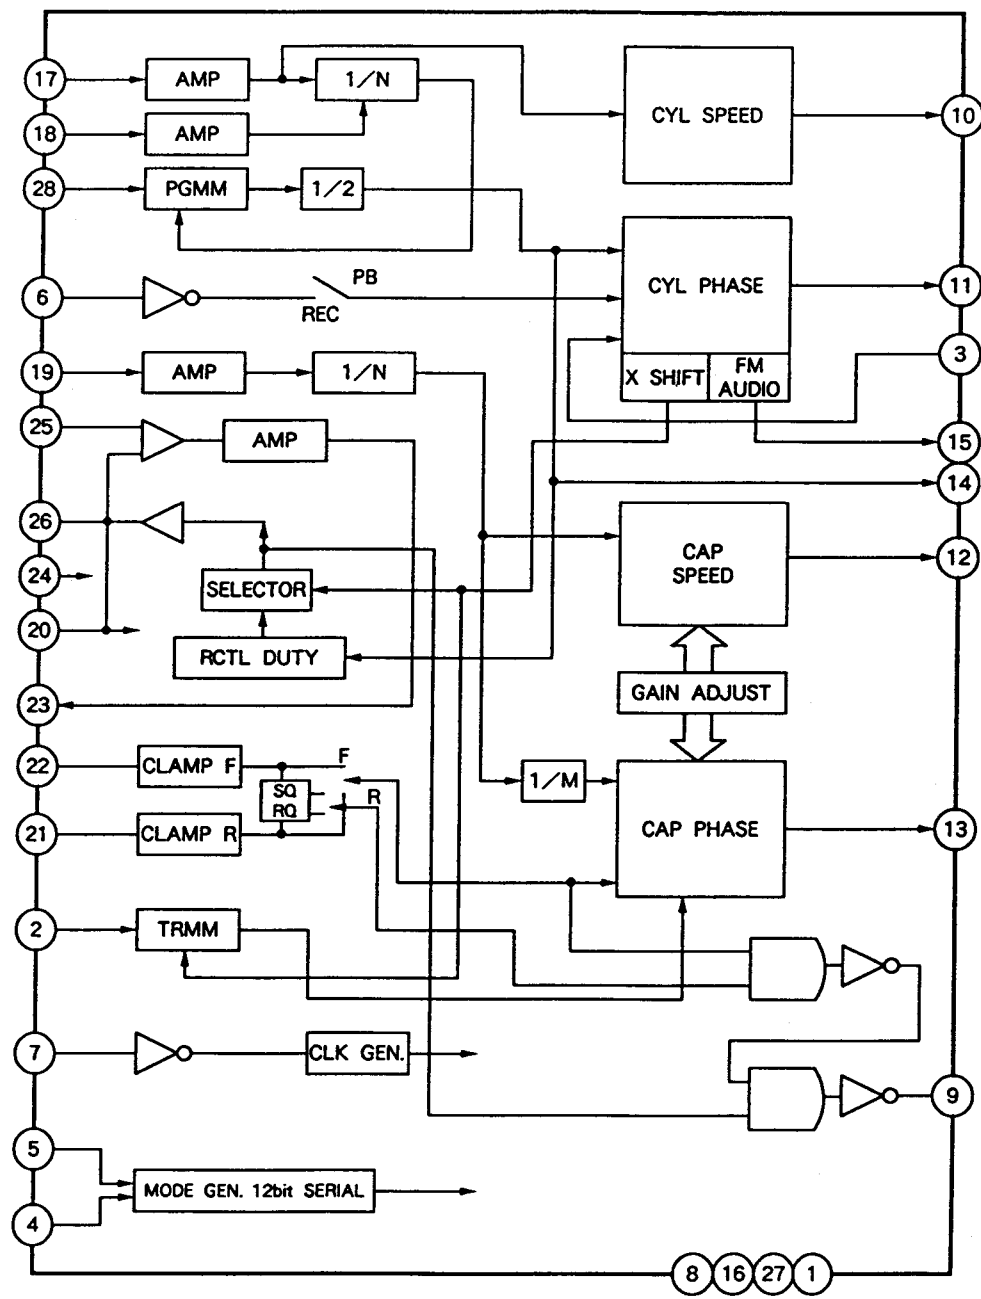 17
AMP
1/N
CYL SPEED
10
18
AMP
28
PGMM
1/2
6
PB
REC
CYL PHASE
11
19
AMP
1/N
X SHIFT
FM
AUDIO
3
25
AMP
15
14
26
CAP
SPEED
12
24
SELECTOR
20
RCTL DUTY
23
GAIN ADJUST
22
CLAMP F
F
SQ
RQ
R
1/M
21
CLAMP R
CAP PHASE
13
2
TRMM
7
CLK GEN.
9
5
MODE GEN. 12bit SERIAL
4
8
16
27
1